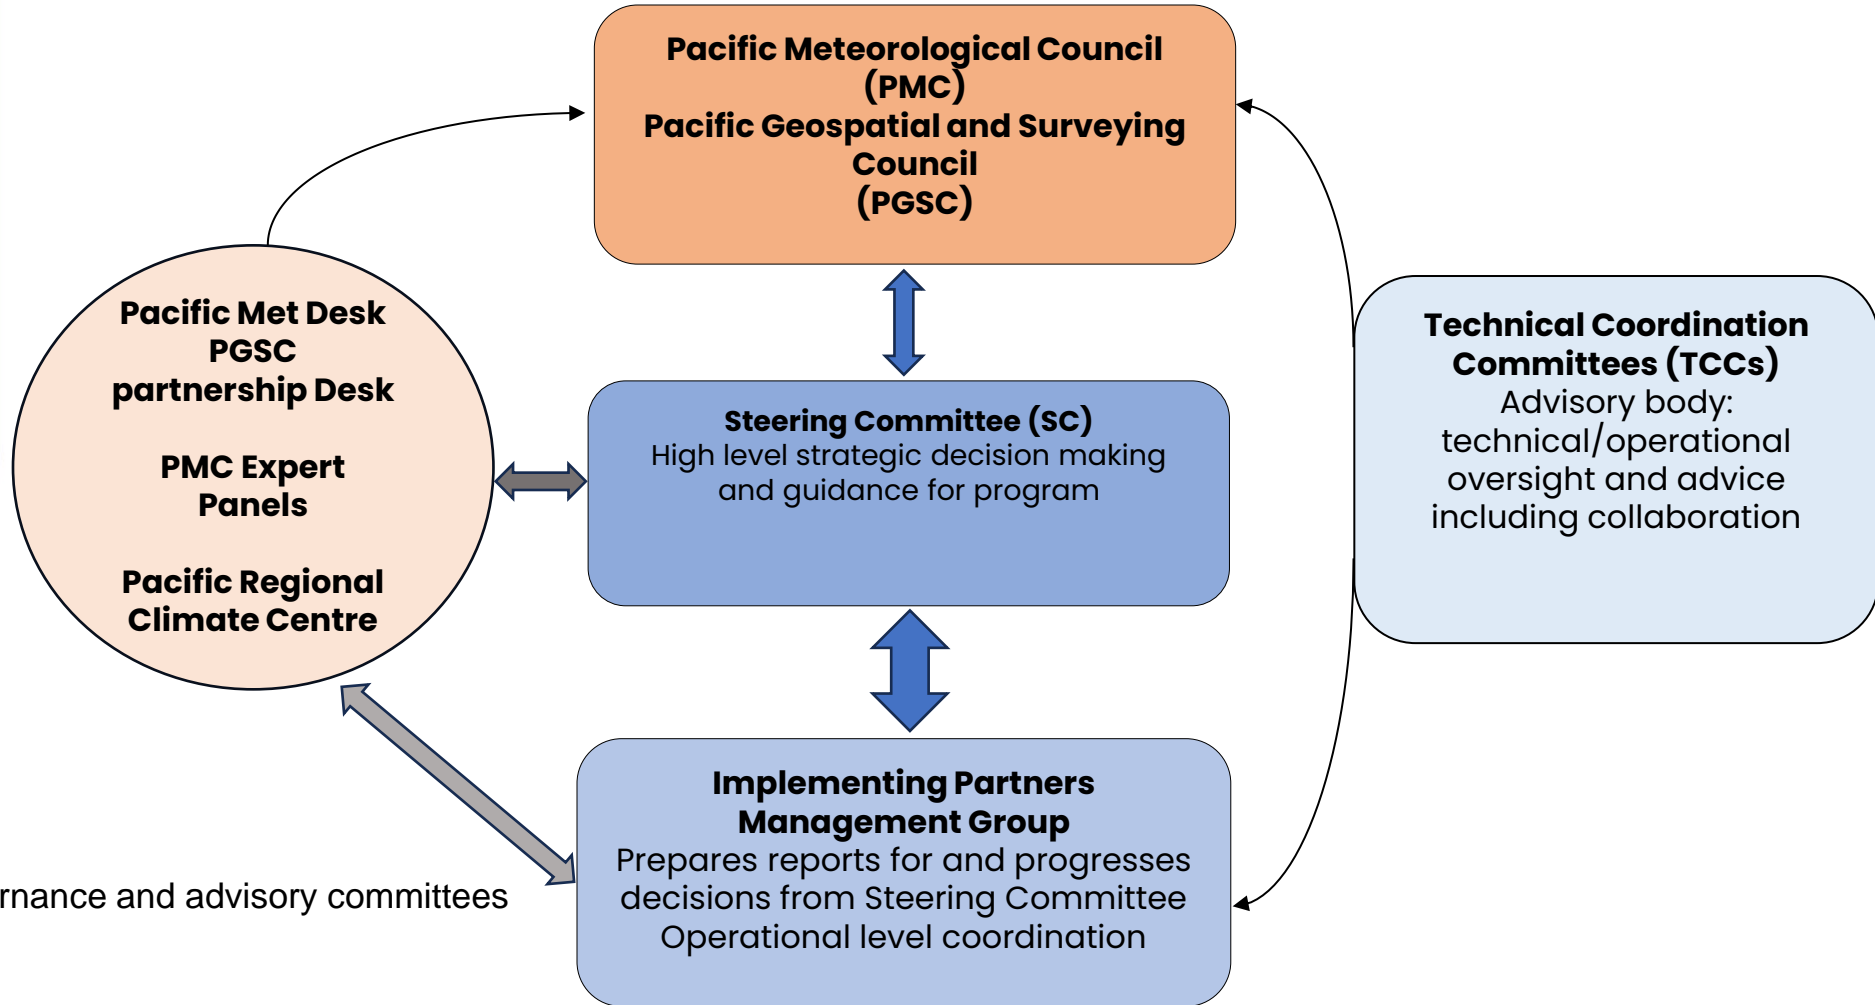 Pacific Meteorological Council
(PMC)
Pacific Geospatial and Surveying
Council
(PGSC)
Pacific Met Desk
PGSC
partnership Desk
PMC Expert
Panels
Pacific Regional
Climate Centre
Steering Committee (SC)
High level strategic decision making
and guidance for program
Technical Coordination
Committees (TCCs)
Advisory body:
technical/operational
oversight and advice
including collaboration
Implementing Partners
Management Group
Prepares reports for and progresses
decisions from Steering Committee
Operational level coordination
rnance and advisory committees